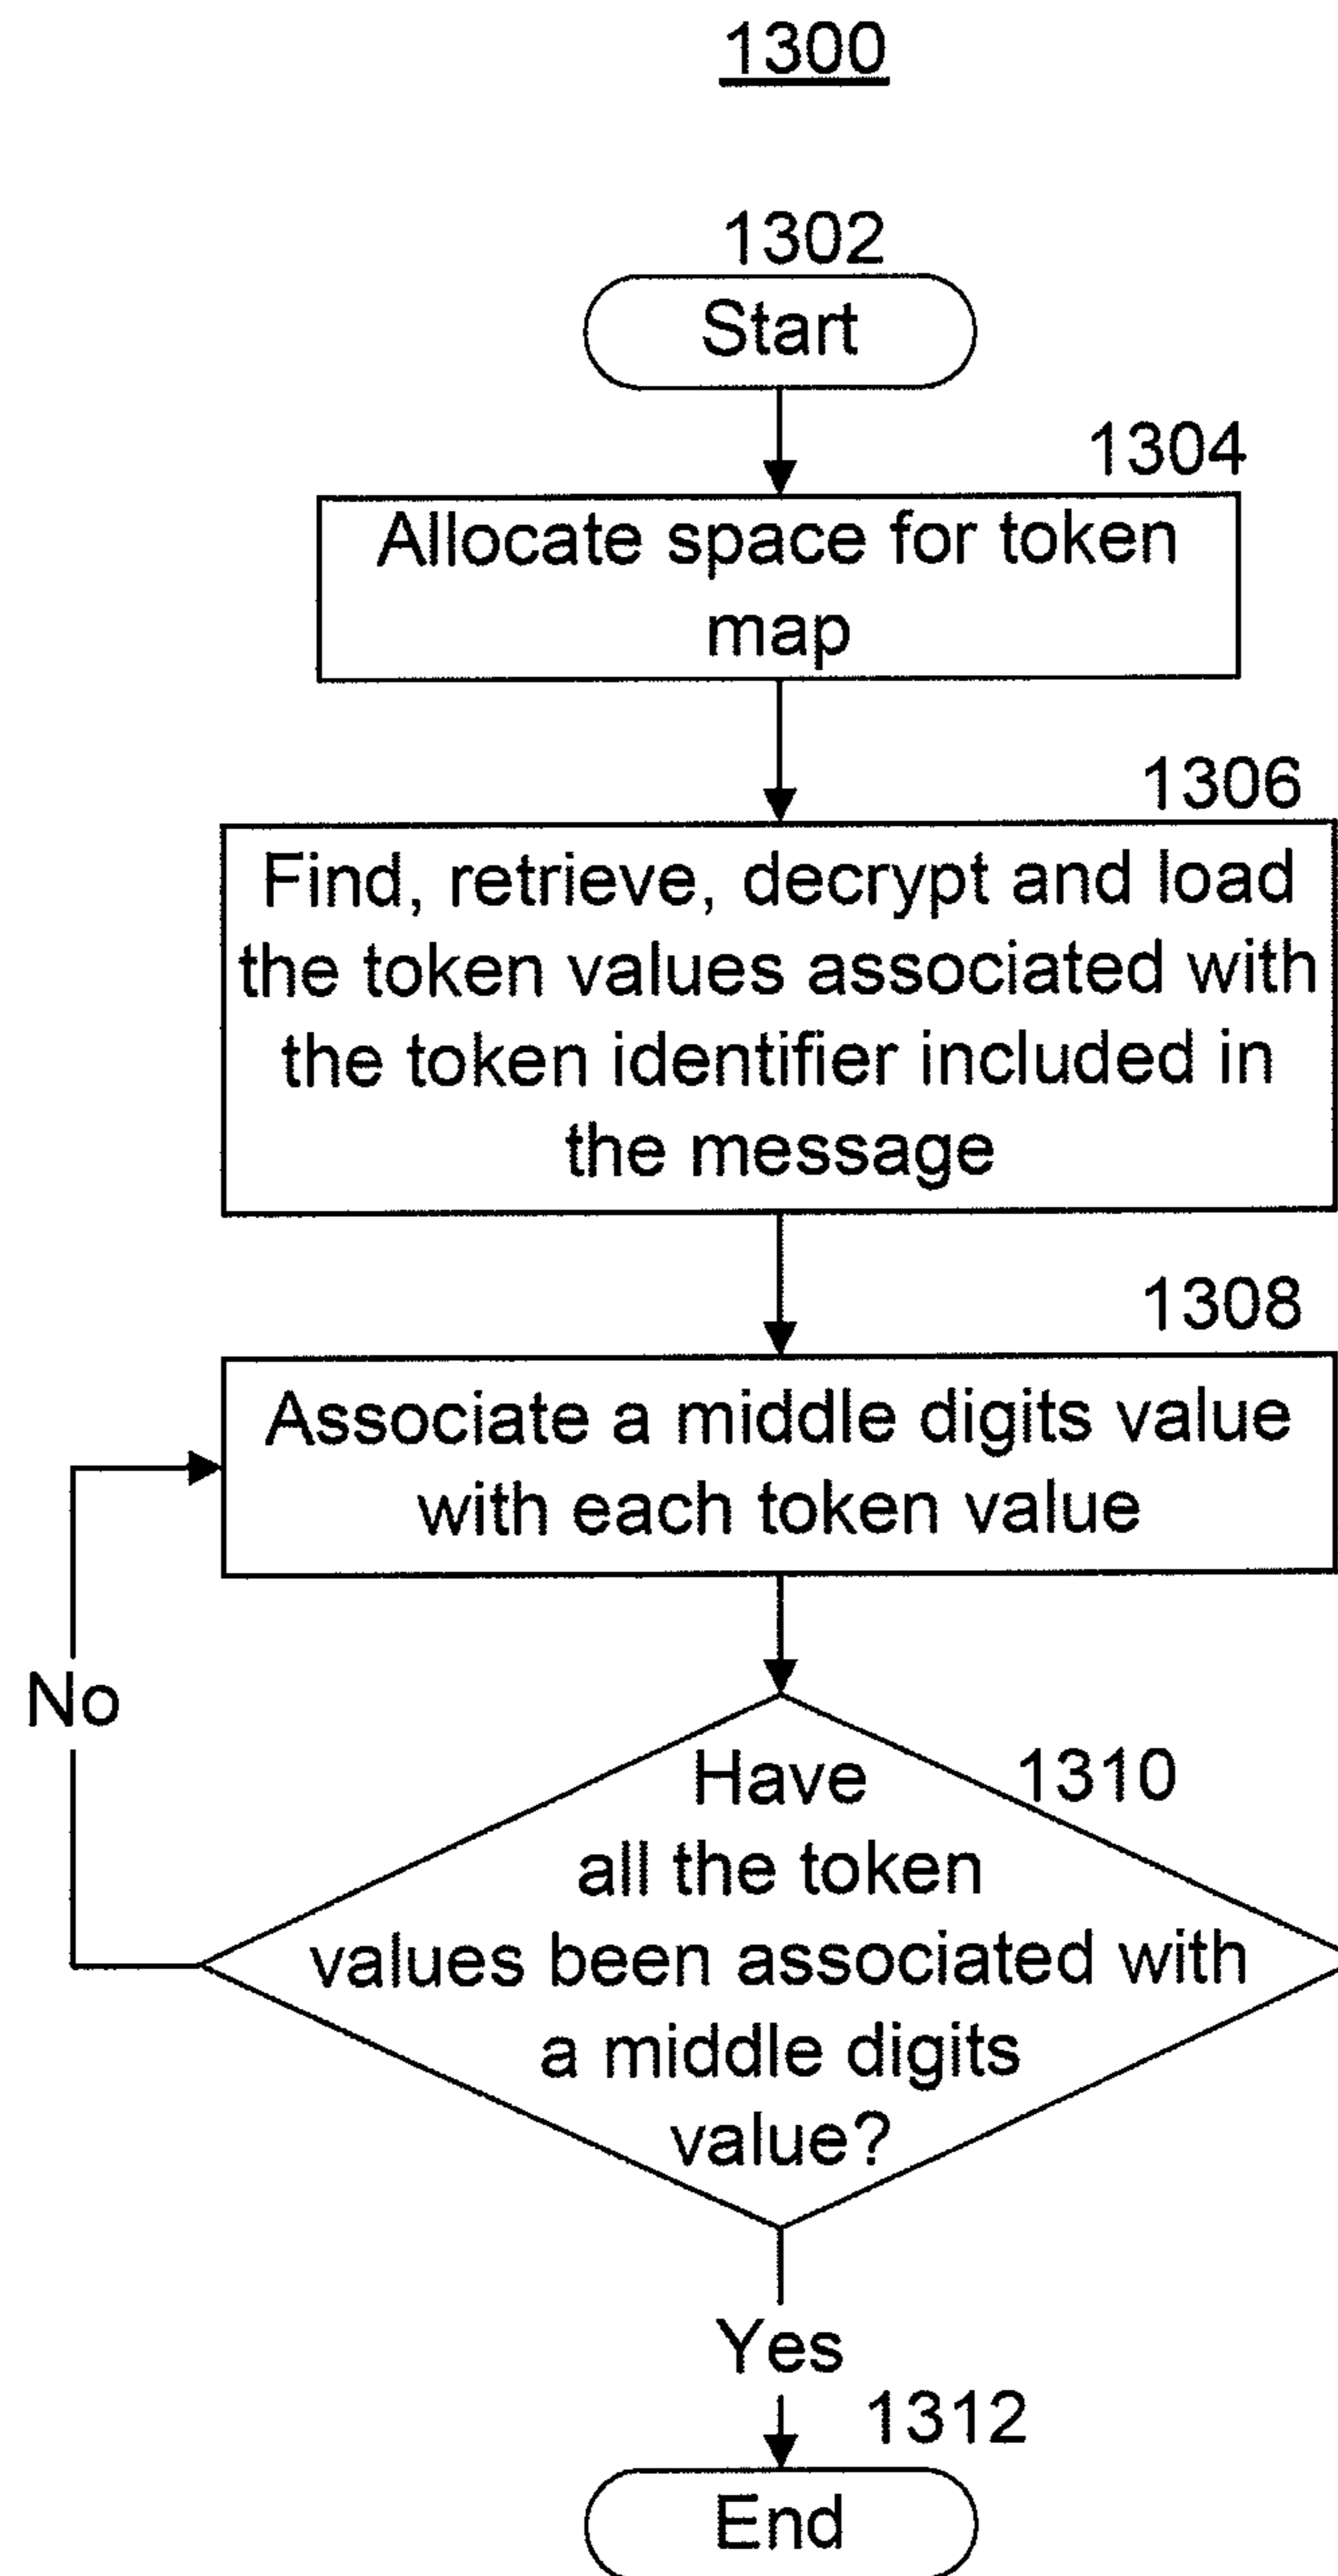 1300
1302
Start
1304
Allocate space for token
map
1306
Find, retrieve, decrypt and load
the token values associated with
the token identifier included in
the message
1308
Associate a middle digits value
with each token value
No
Have
1310
all the token
values been associated with
a middle digits
value?
Yes
1312
End